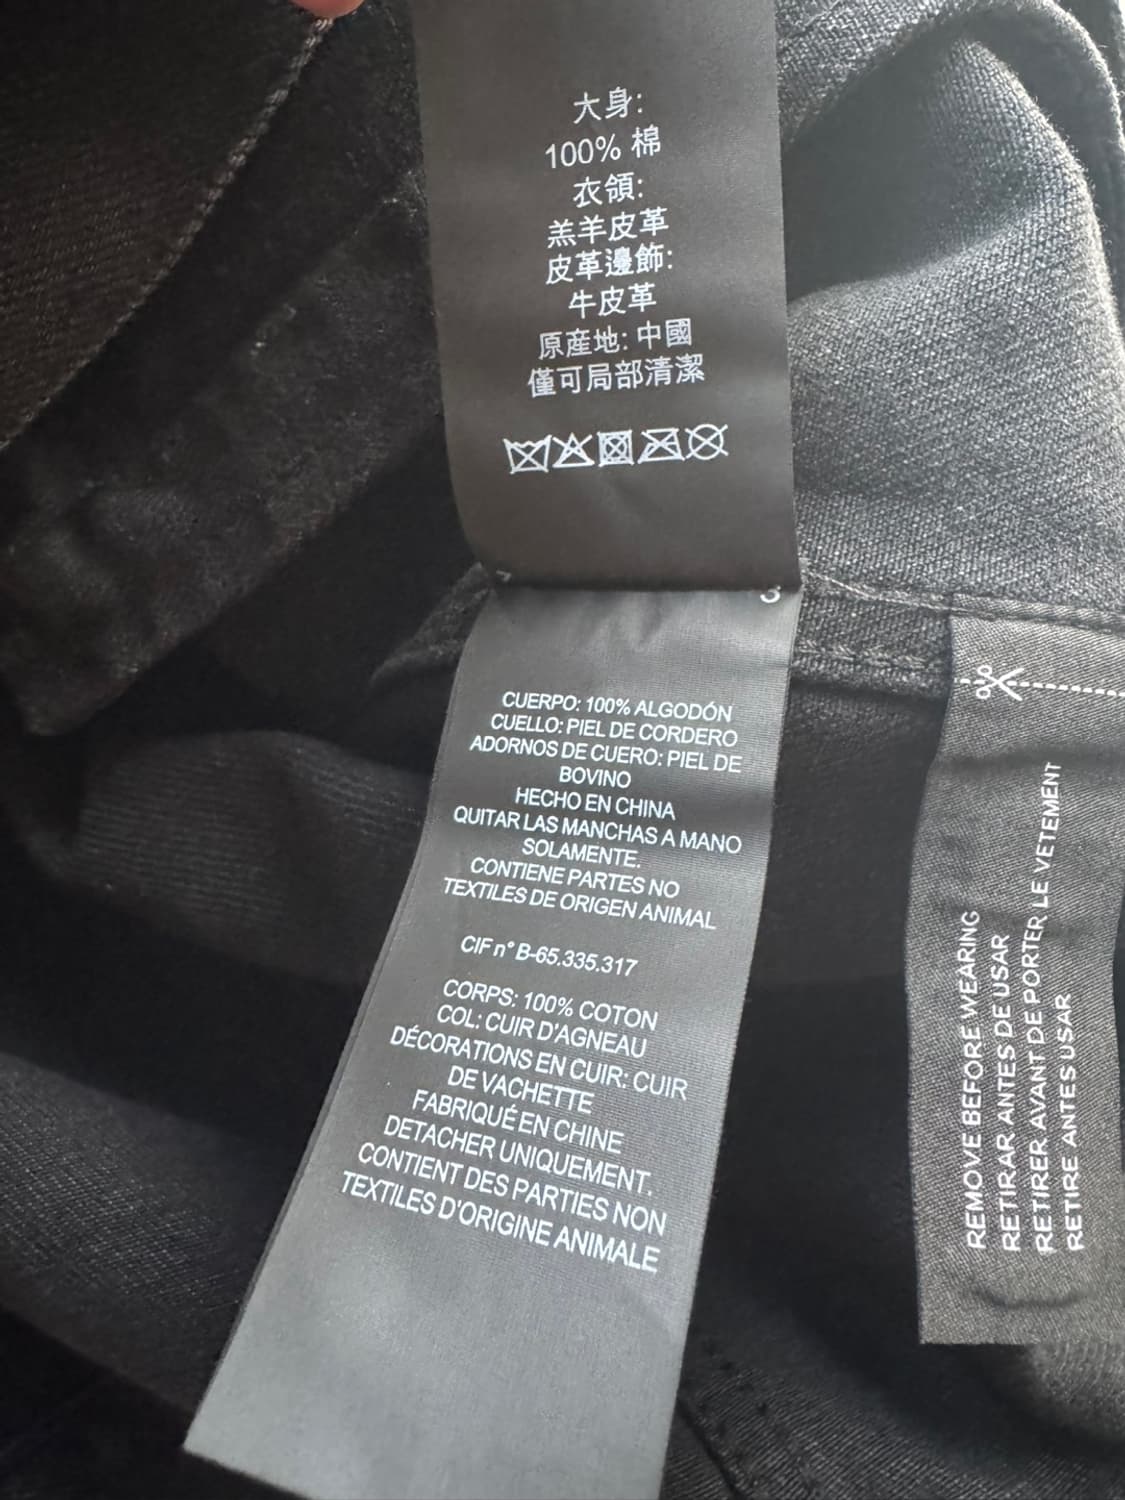 大身:
100% 棉
衣領:
羔羊皮革
皮革邊飾:
牛皮革
原産地: 中國
僅可局部清潔
3
CUERPO: 100% ALGODÓN
CUELLO: PIEL DE CORDERO
ADORNOS DE CUERO: PIEL DE
BOVINO
HECHO EN CHINA
QUITAR LAS MANCHAS A MANO
SOLAMENTE.
CONTIENE PARTES NO
TEXTILES DE ORIGEN ANIMAL
CIF n° B-65.335.317
CORPS: 100% COTON
COL: CUIR D'AGNEAU
DÉCORATIONS EN CUIR: CUIR
DE VACHETTE
FABRIQUÉ EN CHINE
DETACHER UNIQUEMENT.
CONTIENT DES PARTIES NON
TEXTILES D'ORIGINE ANIMALE
REMOVE BEFORE WEARING
RETIRAR ANTES DE USAR
RETIRER AVANT DE PORTER LE VETEMENT
RETIRE ANTES USAR